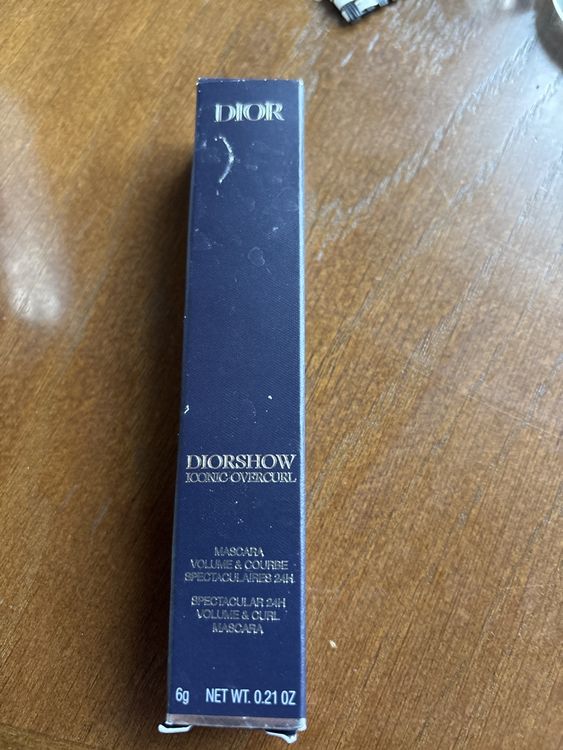 DIOR
DIORSHOW
ICONIC OVERCURL
MASCARA
VOLUME & COURBE
SPECTACULAIRES 24H
SPECTACULAR 24H
VOLUME & CURL
MASCARA
6g NET WT. 0.21 OZ